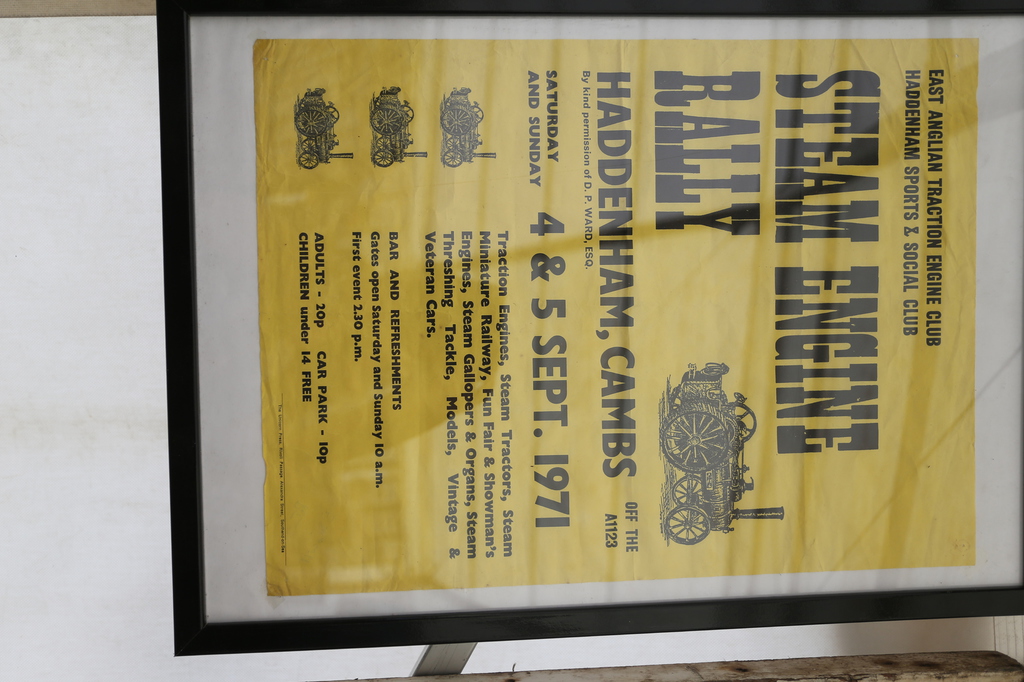 EAST ANGLIAN TRACTION ENGINE CLUB
HADDENHAM SPORTS & SOCIAL CLUB
STEAM ENGINE
RALLY
By kind permission of D. P. WARD, ESQ.
HADDENHAM, CAMBS OFF THE
A1123
SATURDAY
AND SUNDAY 4 & 5 SEPT. 1971
Traction Engines, Steam Tractors, Steam
Miniature Railway, Fun Fair & Showman's
Engines, Steam Gallopers & Organs, Steam
Threshing Tackle, Models, Vintage &
Veteran Cars.
BAR AND REFRESHMENTS
Gates open Saturday and Sunday 10 a.m.
First event 2.30 p.m.
ADULTS - 20p CAR PARK - 10p
CHILDREN under 14 FREE